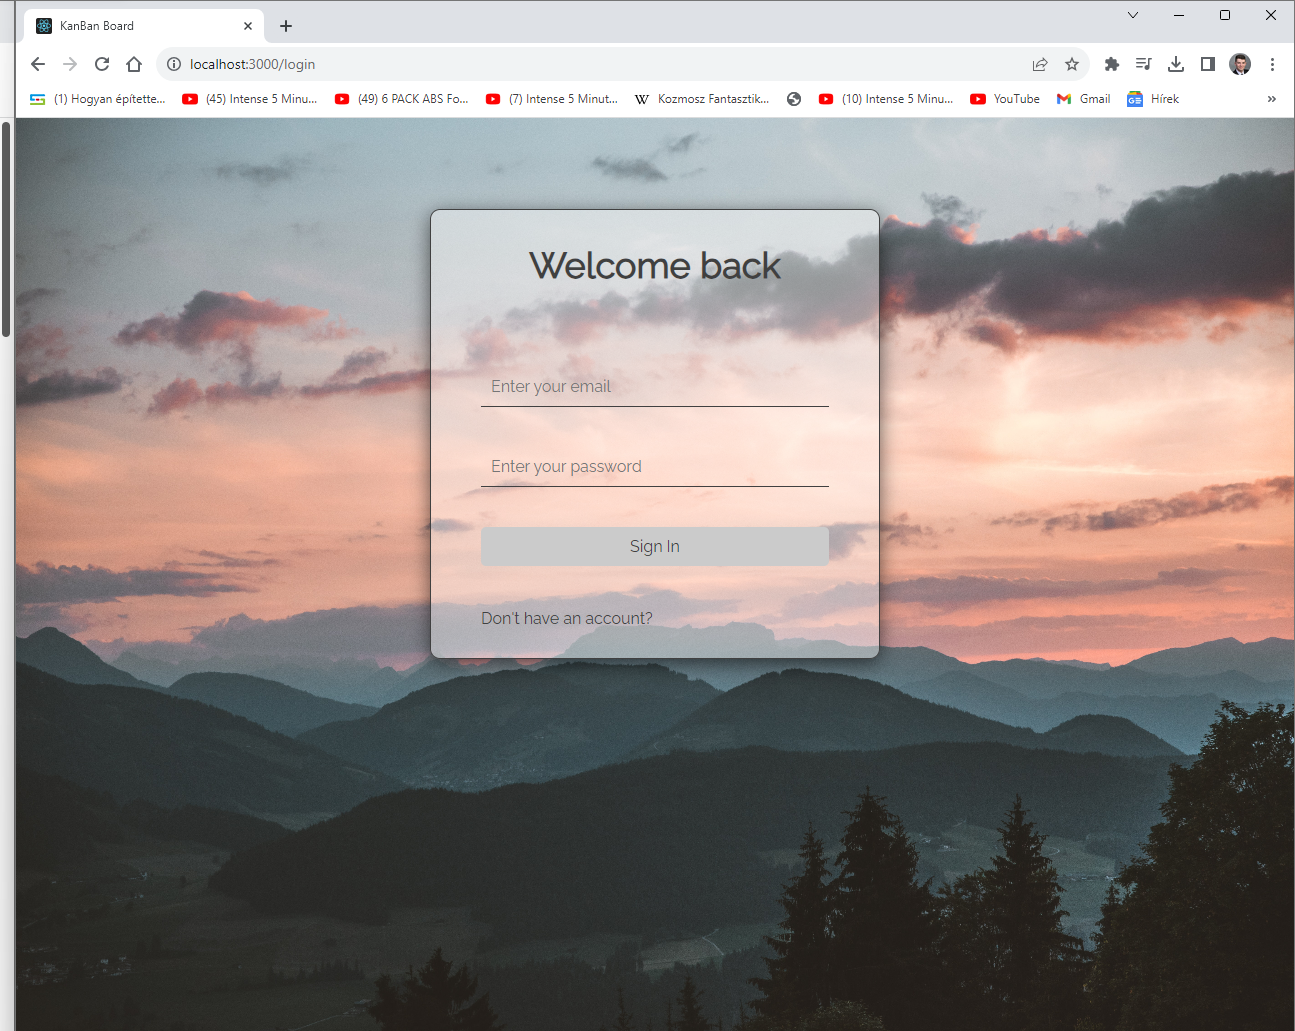 KanBan Board
localhost:3000/login
(1) Hogyan építette... (45) Intense 5 Minu... (49) 6 PACK ABS Fo... (7) Intense 5 Minut... W Kozmosz Fantasztik... (10) Intense 5 Minu... YouTube Gmail Hírek
Welcome back
Enter your email
Enter your password
Sign In
Don't have an account?